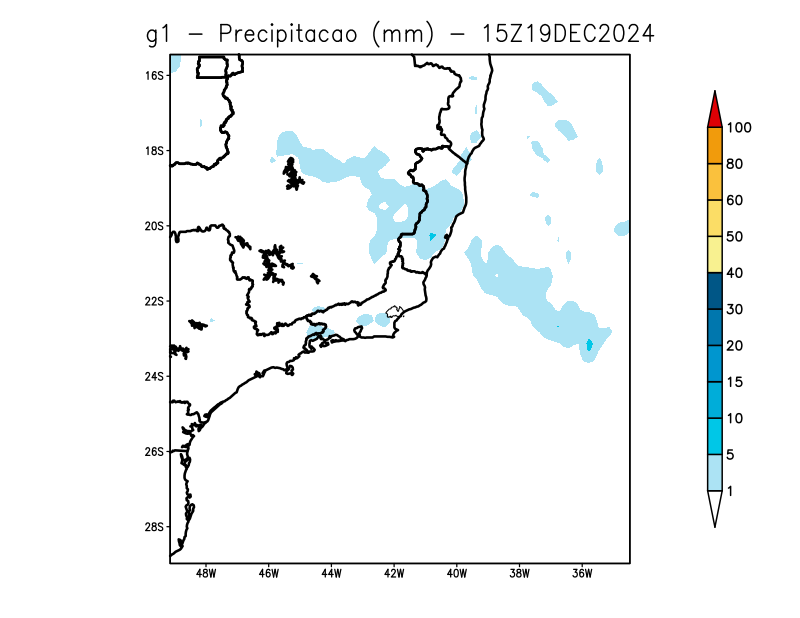 g1 – Precipitacao (mm) – 15Z19DEC2024
16S
18S
20S
22S
24S
26S
28S
48W 46W 44W 42W 40W 38W 36W
100
80
60
50
40
30
20
15
10
5
1